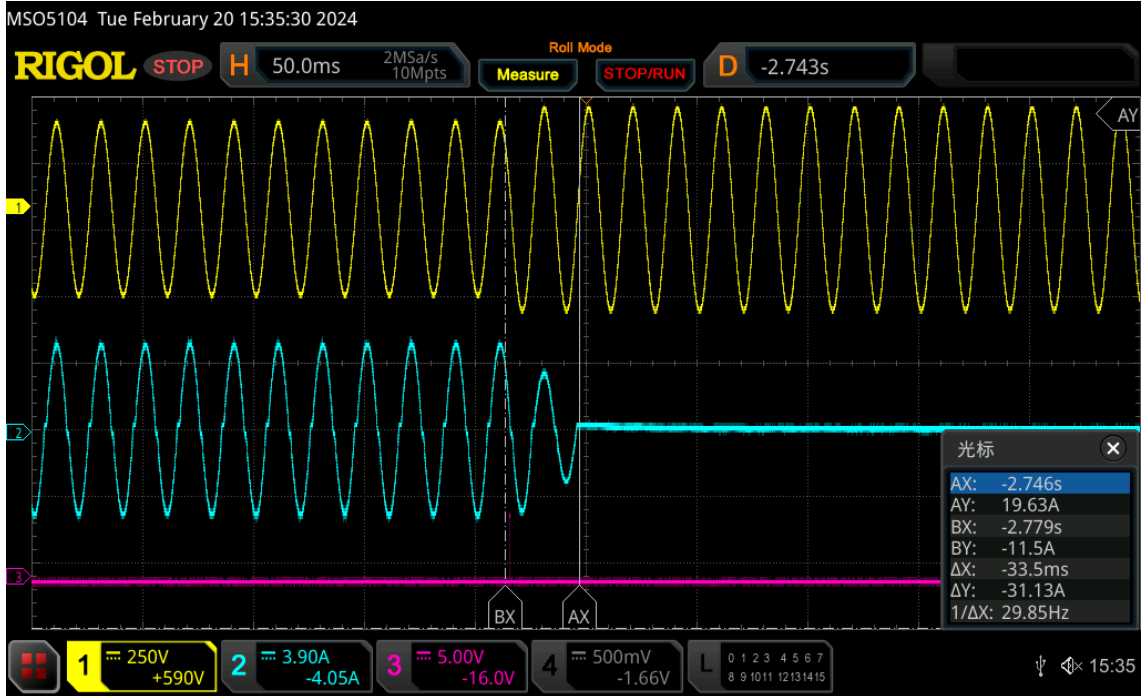 MSO5104 Tue February 20 15:35:30 2024
RIGOL STOP H 50.0ms 2MSa/s 10Mpts Roll Mode Measure STOP/RUN D -2.743s
AY
1
2
3
BX AX
光标
AX: -2.746s
AY: 19.63A
BX: -2.779s
BY: -11.5A
ΔX: -33.5ms
ΔY: -31.13A
1/ΔX: 29.85Hz
1 250V +590V
2 3.90A -4.05A
3 5.00V -16.0V
4 500mV -1.66V
L 0 1 2 3 4 5 6 7
8 9 10 11 12 13 14 15
15:35